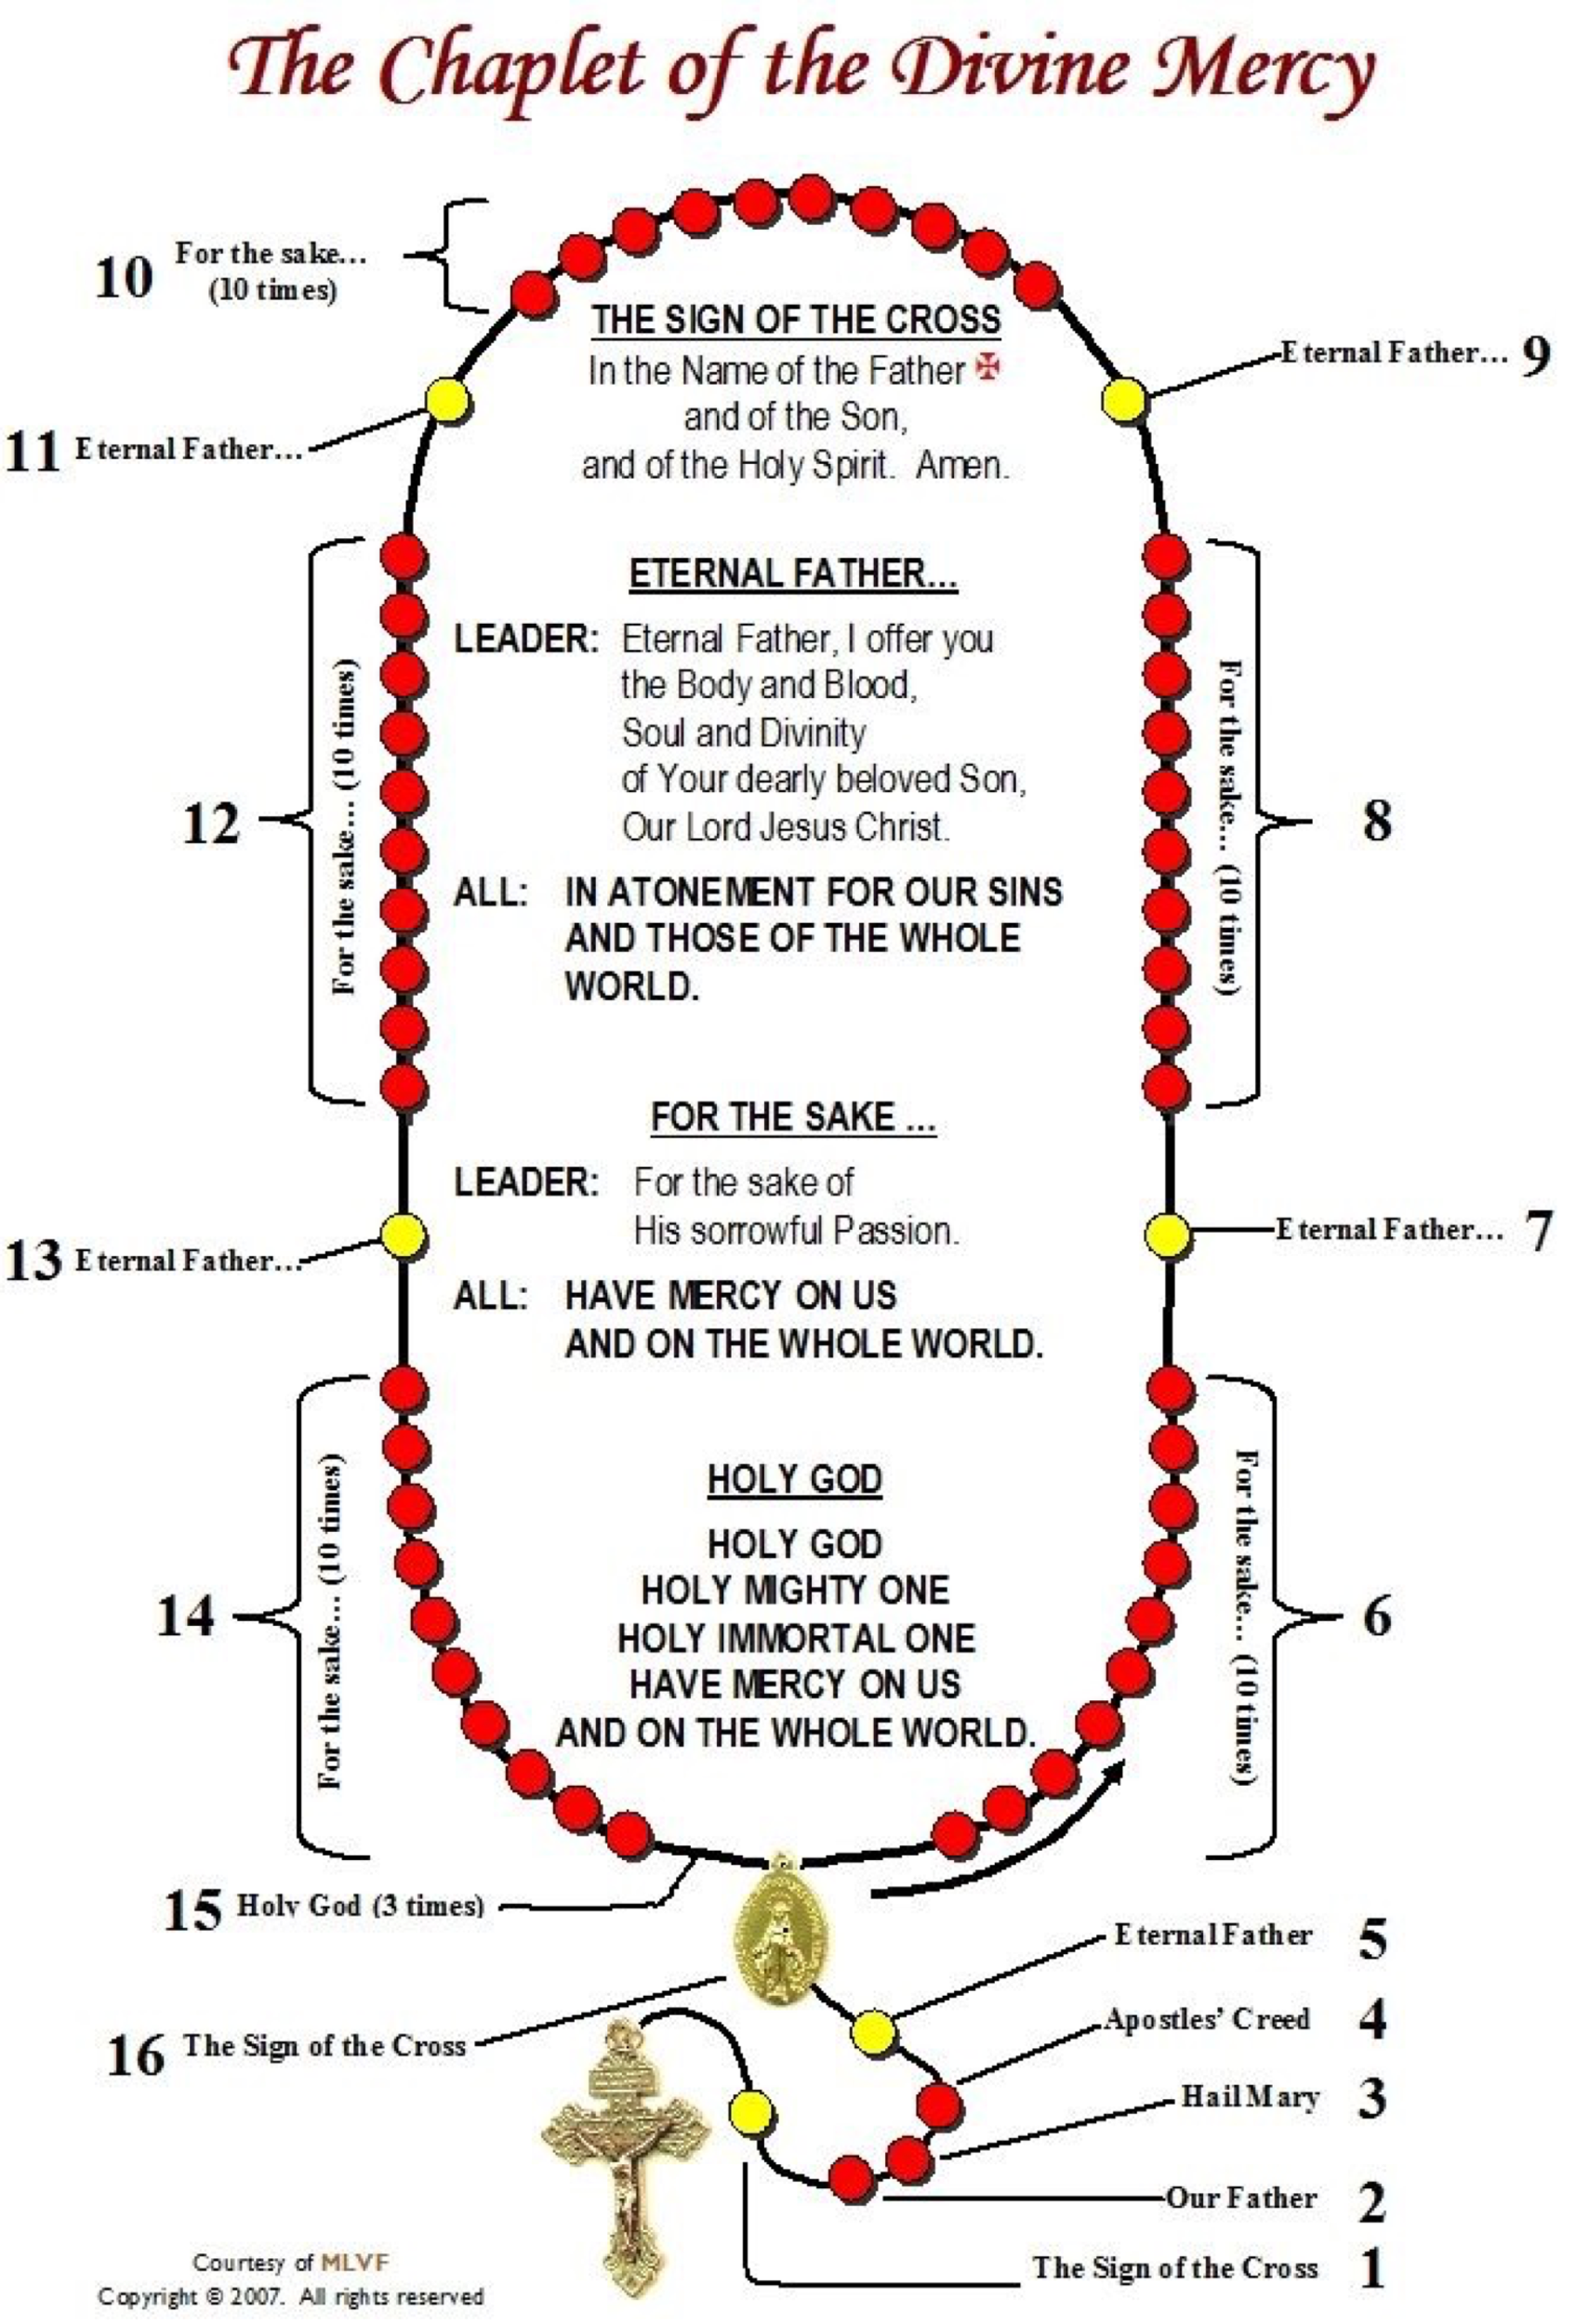 The Chaplet of the Divine Mercy
10 For the sake...
(10 times)
THE SIGN OF THE CROSS
In the Name of the Father ✠
and of the Son,
and of the Holy Spirit. Amen.
Eternal Father... 9
11 Eternal Father...
ETERNAL FATHER...
LEADER: Eternal Father, I offer you
the Body and Blood,
Soul and Divinity
of Your dearly beloved Son,
Our Lord Jesus Christ.
ALL: IN ATONEMENT FOR OUR SINS
AND THOSE OF THE WHOLE
WORLD.
12 For the sake... (10 times)
For the sake... (10 times) 8
FOR THE SAKE ...
LEADER: For the sake of
His sorrowful Passion.
ALL: HAVE MERCY ON US
AND ON THE WHOLE WORLD.
13 Eternal Father...
Eternal Father... 7
HOLY GOD
HOLY GOD
HOLY MIGHTY ONE
HOLY IMMORTAL ONE
HAVE MERCY ON US
AND ON THE WHOLE WORLD.
14 For the sake... (10 times)
For the sake... (10 times) 6
15 Holy God (3 times)
Eternal Father 5
Apostles' Creed 4
16 The Sign of the Cross
Hail Mary 3
Our Father 2
The Sign of the Cross 1
Courtesy of MLVF
Copyright © 2007. All rights reserved